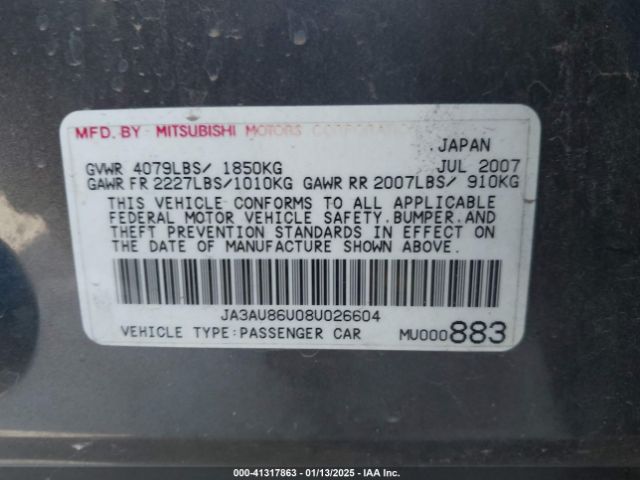 MFD. BY MITSUBISHI MOTORS CORPORATION
JAPAN
GVWR 4079LBS/ 1850KG JUL 2007
GAWR FR 2227LBS/1010KG GAWR RR 2007LBS/ 910KG
THIS VEHICLE CONFORMS TO ALL APPLICABLE
FEDERAL MOTOR VEHICLE SAFETY,BUMPER,AND
THEFT PREVENTION STANDARDS IN EFFECT ON
THE DATE OF MANUFACTURE SHOWN ABOVE.
JA3AU86U08U026604
VEHICLE TYPE:PASSENGER CAR MU000883
000-41317863 - 01/13/2025 - IAA Inc.